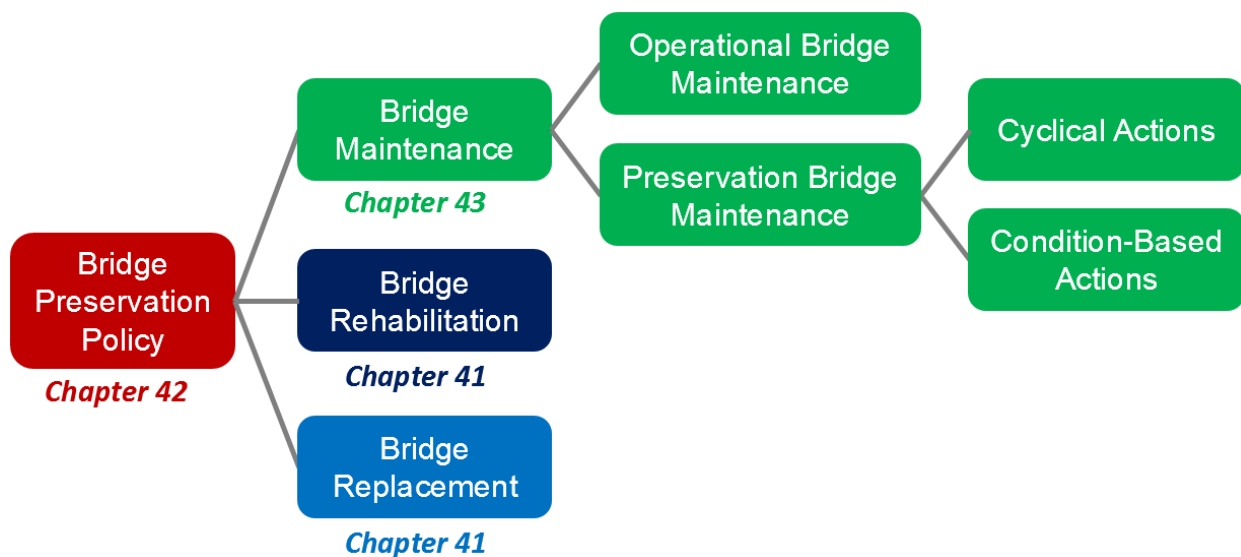 Bridge
Preservation
Policy
Chapter 42
Bridge
Maintenance
Chapter 43
Bridge
Rehabilitation
Chapter 41
Bridge
Replacement
Chapter 41
Operational Bridge
Maintenance
Preservation Bridge
Maintenance
Cyclical Actions
Condition-Based
Actions